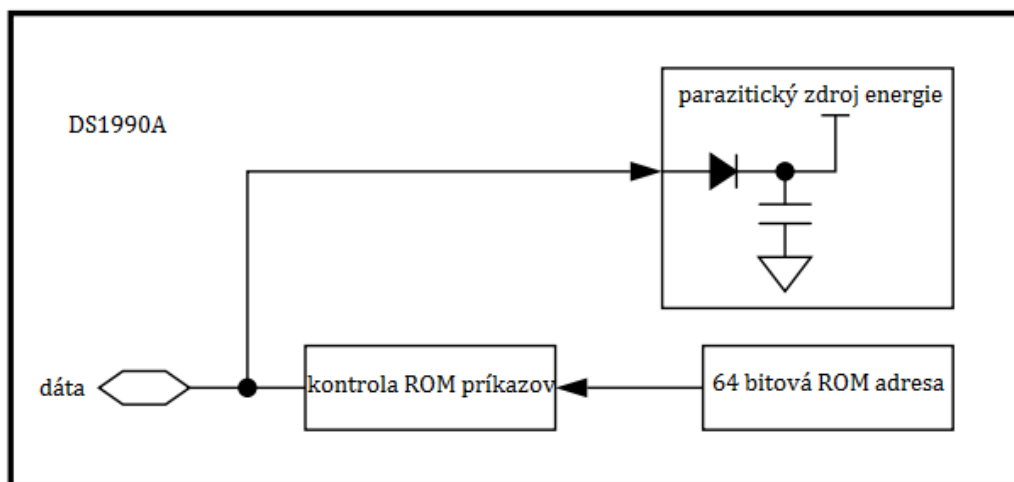 parazitický zdroj energie
DS1990A
dáta
kontrola ROM príkazov
64 bitová ROM adresa